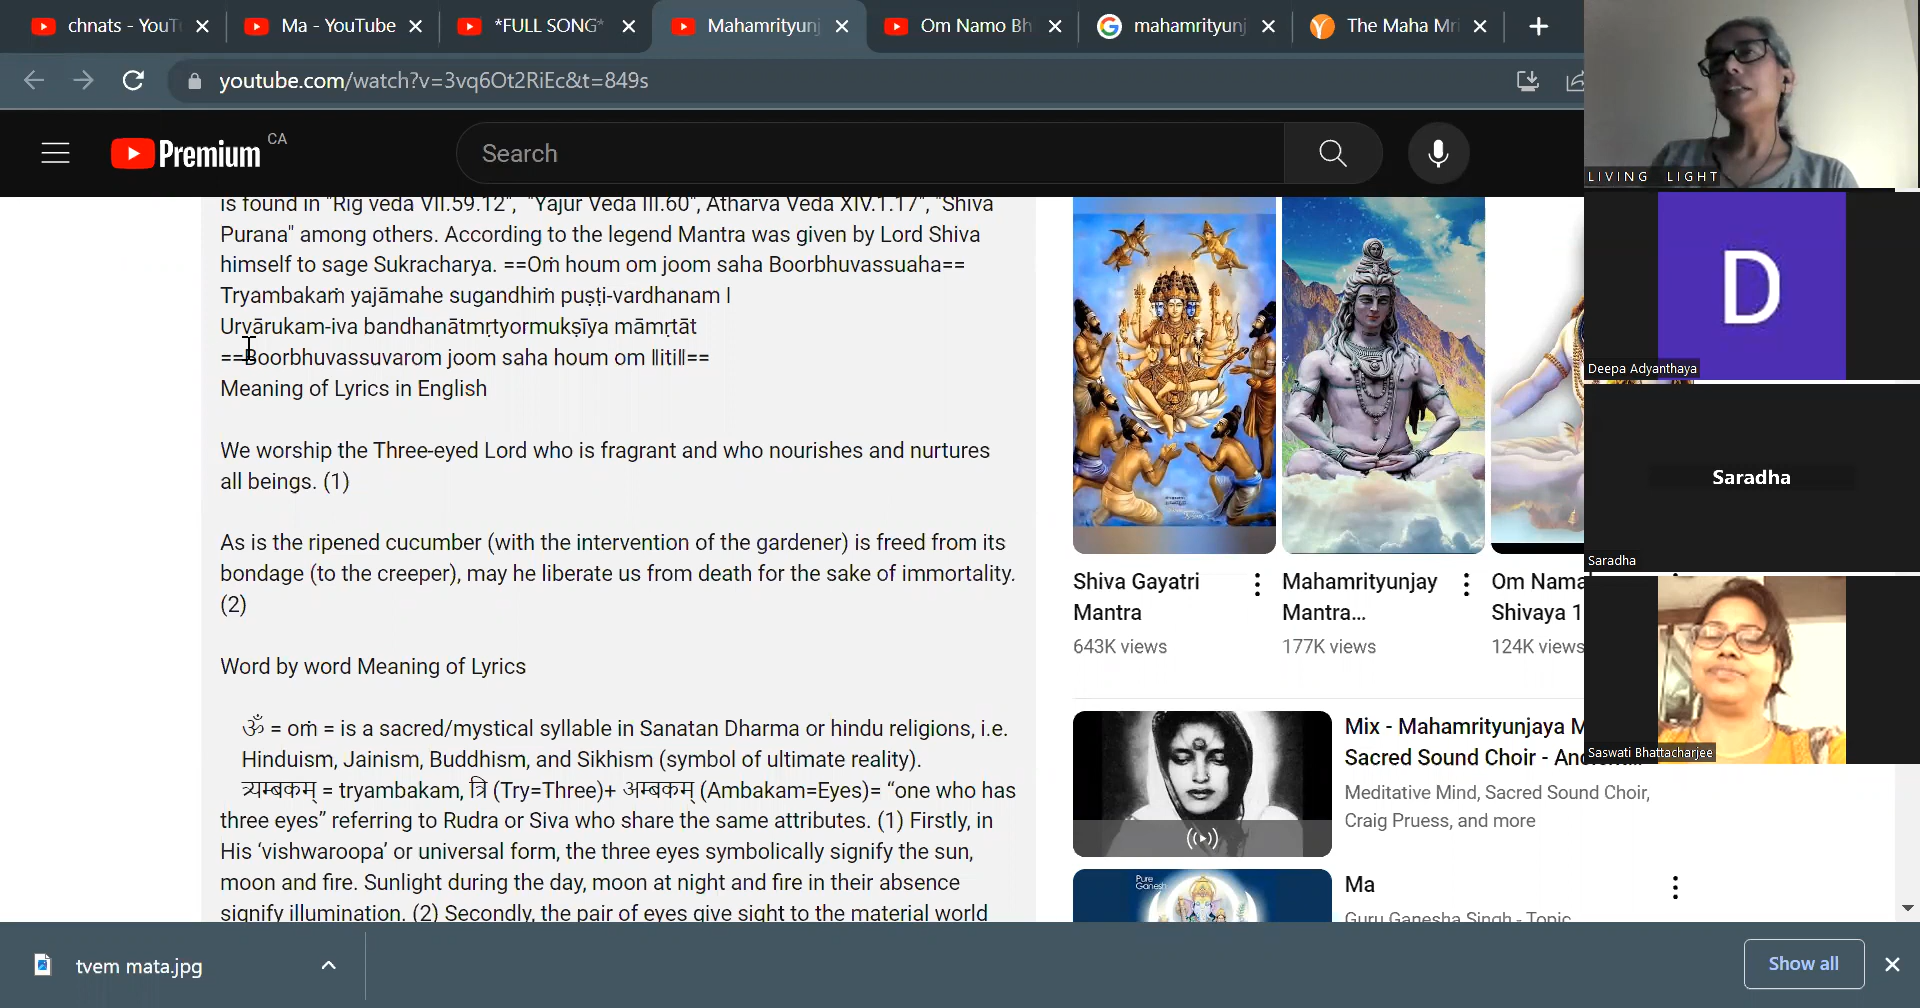 chnats - YouT
Ma - YouTube
*FULL SONG*
Mahamrityunj
Om Namo Bh
mahamrityunj
The Maha Mri
youtube.com/watch?v=3vq6Ot2RiEc&t=849s
Premium
CA
Search
is found in "Rig veda VII.59.12", "Yajur Veda III.60", Atharva Veda XIV.1.17", "Shiva
Purana" among others. According to the legend Mantra was given by Lord Shiva
himself to sage Sukracharya. ==Oṁ houm om joom saha Boorbhuvassuaha==
Tryambakaṁ yajāmahe sugandhiṁ puṣṭi-vardhanam ǀ
Urvārukam-iva bandhanātmṛtyormukṣīya māmṛtāt
==Boorbhuvassuvarom joom saha houm om ǁitiǁ==
Meaning of Lyrics in English
We worship the Three-eyed Lord who is fragrant and who nourishes and nurtures
all beings. (1)
As is the ripened cucumber (with the intervention of the gardener) is freed from its
bondage (to the creeper), may he liberate us from death for the sake of immortality.
(2)
Word by word Meaning of Lyrics
ॐ = oṁ = is a sacred/mystical syllable in Sanatan Dharma or hindu religions, i.e.
Hinduism, Jainism, Buddhism, and Sikhism (symbol of ultimate reality).
त्र्यम्बकम् = tryambakam, त्रि (Try=Three)+ अम्बकम् (Ambakam=Eyes)= “one who has
three eyes” referring to Rudra or Siva who share the same attributes. (1) Firstly, in
His ‘vishwaroopa’ or universal form, the three eyes symbolically signify the sun,
moon and fire. Sunlight during the day, moon at night and fire in their absence
signify illumination. (2) Secondly, the pair of eyes give sight to the material world
Shiva Gayatri
Mantra
643K views
Mahamrityunjay
Mantra...
177K views
Om Nama
Shivaya 1
124K views
Mix - Mahamrityunjaya M
Sacred Sound Choir - Ancient...
Meditative Mind, Sacred Sound Choir,
Craig Pruess, and more
Pure
Ganesh
Ma
Guru Ganesha Singh - Topic
LIVING LIGHT
D
Deepa Adyanthaya
Saradha
Saradha
Saswati Bhattacharjee
tvem mata.jpg
Show all